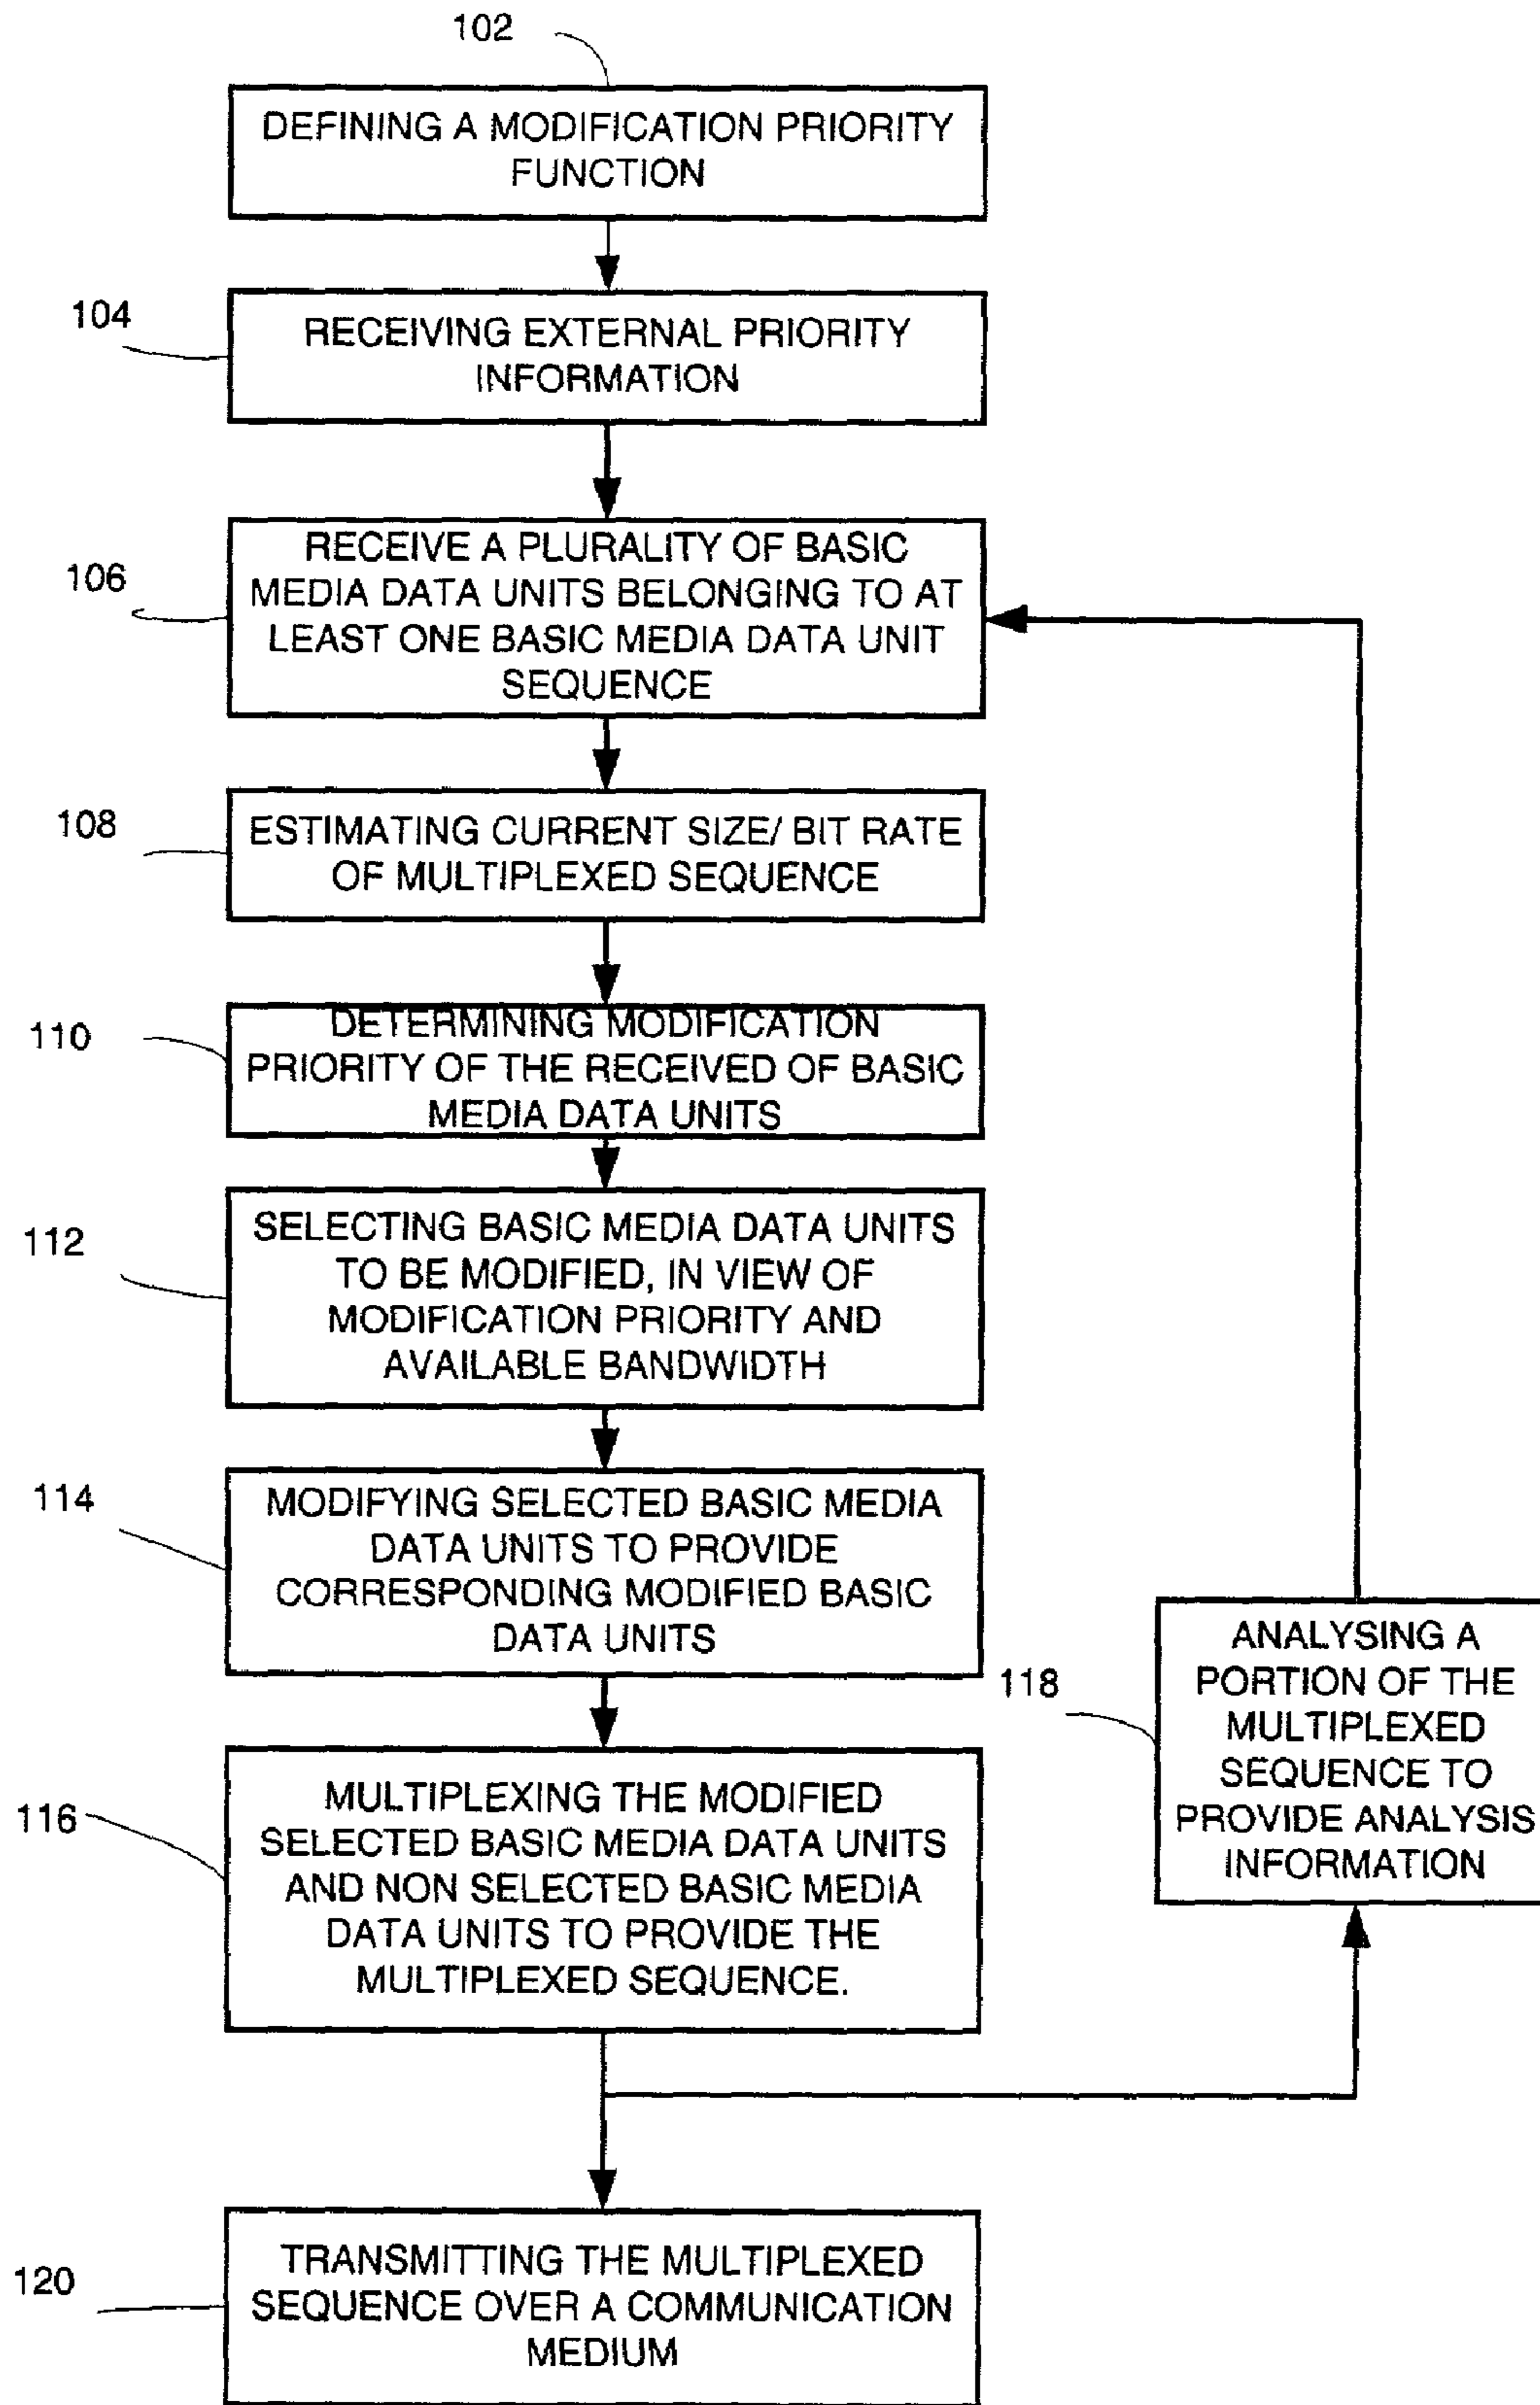 102
DEFINING A MODIFICATION PRIORITY
FUNCTION
104
RECEIVING EXTERNAL PRIORITY
INFORMATION
106
RECEIVE A PLURALITY OF BASIC
MEDIA DATA UNITS BELONGING TO AT
LEAST ONE BASIC MEDIA DATA UNIT
SEQUENCE
108
ESTIMATING CURRENT SIZE/ BIT RATE
OF MULTIPLEXED SEQUENCE
110
DETERMINING MODIFICATION
PRIORITY OF THE RECEIVED OF BASIC
MEDIA DATA UNITS
112
SELECTING BASIC MEDIA DATA UNITS
TO BE MODIFIED, IN VIEW OF
MODIFICATION PRIORITY AND
AVAILABLE BANDWIDTH
114
MODIFYING SELECTED BASIC MEDIA
DATA UNITS TO PROVIDE
CORRESPONDING MODIFIED BASIC
DATA UNITS
118
ANALYSING A
PORTION OF THE
MULTIPLEXED
SEQUENCE TO
PROVIDE ANALYSIS
INFORMATION
116
MULTIPLEXING THE MODIFIED
SELECTED BASIC MEDIA DATA UNITS
AND NON SELECTED BASIC MEDIA
DATA UNITS TO PROVIDE THE
MULTIPLEXED SEQUENCE.
120
TRANSMITTING THE MULTIPLEXED
SEQUENCE OVER A COMMUNICATION
MEDIUM